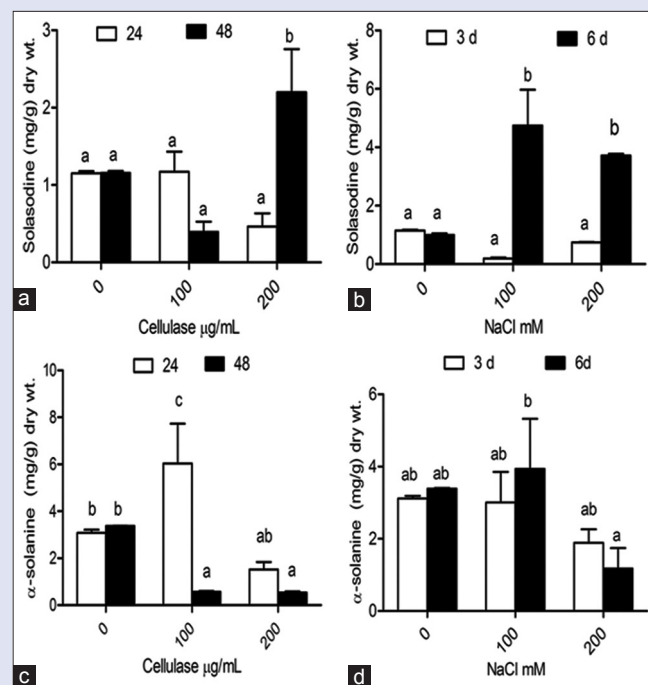 24 48
Solasodine (mg/g) dry wt.
3
2
1
0
a a a a a b
0 100 200
Cellulase µg/mL
a
3 d 6 d
Solasodine (mg/g) dry wt.
8
6
4
2
0
a a a b a b
0 100 200
NaCl mM
b
24 48
α-solanine (mg/g) dry wt.
10
8
6
4
2
0
b b c a ab a
0 100 200
Cellulase µg/mL
c
3 d 6d
α-solanine (mg/g) dry wt.
6
4
2
0
ab ab ab b ab a
0 100 200
NaCl mM
d